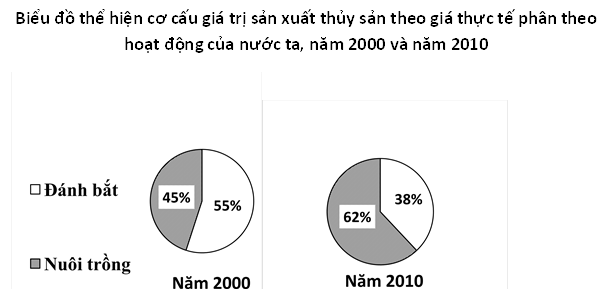 Biểu đồ thể hiện cơ cấu giá trị sản xuất thủy sản theo giá thực tế phân theo
hoạt động của nước ta, năm 2000 và năm 2010
Đánh bắt
Nuôi trồng
45%
55%
Năm 2000
38%
62%
Năm 2010